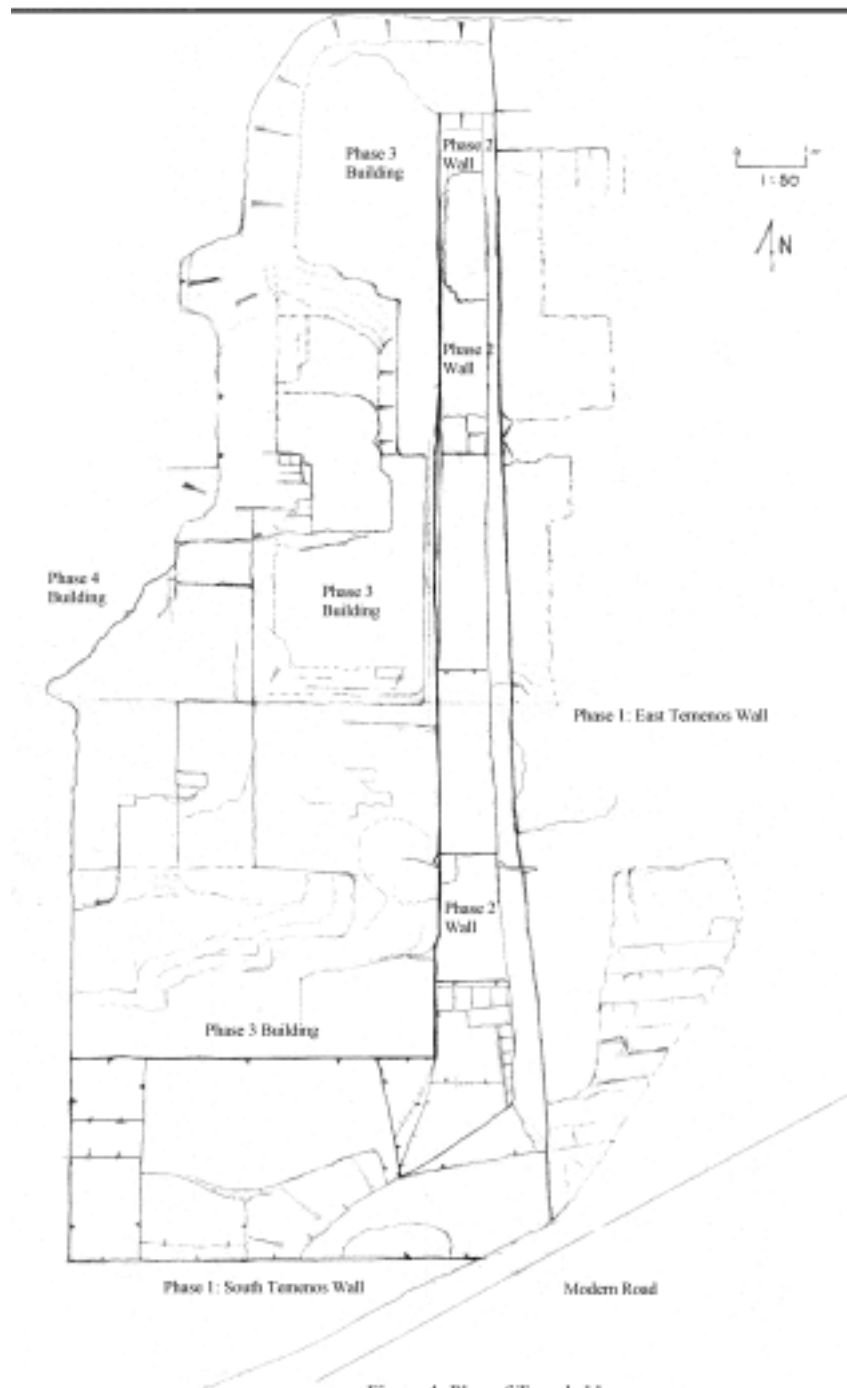 Phase 3
Building
Phase 2
Wall
1:80
N
Phase 2
Wall
Phase 4
Building
Phase 3
Building
Phase 1: East Temenos Wall
Phase 2
Wall
Phase 3 Building
Phase 1: South Temenos Wall
Modern Road